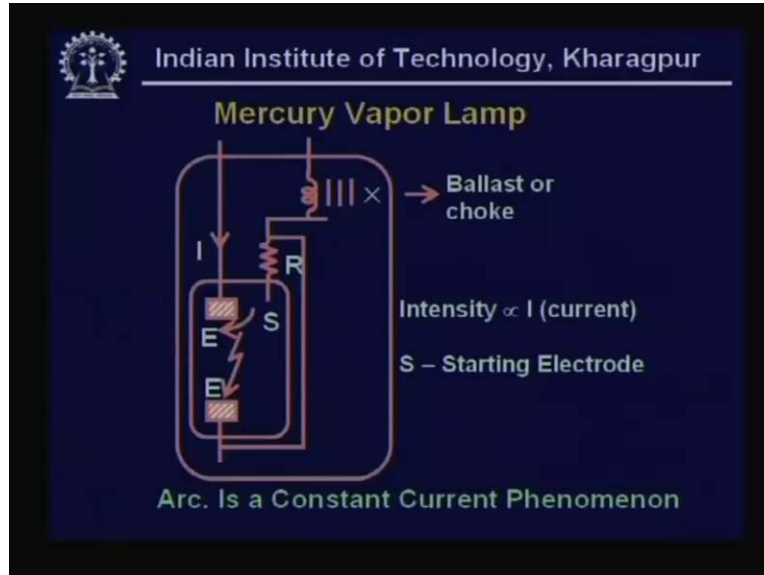 Indian Institute of Technology, Kharagpur
Mercury Vapor Lamp
Ballast or
choke
I
R
S
E
E
Intensity ∝ I (current)
S – Starting Electrode
Arc. Is a Constant Current Phenomenon